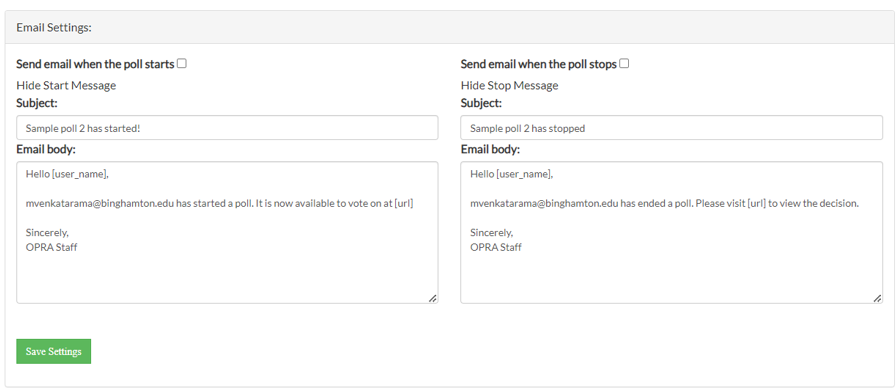 Email Settings:
Send email when the poll starts
Hide Start Message
Subject:
Sample poll 2 has started!
Email body:
Hello [user_name],
mvenkatarama@binghamton.edu has started a poll. It is now available to vote on at [url]
Sincerely,
OPRA Staff
Send email when the poll stops
Hide Stop Message
Subject:
Sample poll 2 has stopped
Email body:
Hello [user_name],
mvenkatarama@binghamton.edu has ended a poll. Please visit [url] to view the decision.
Sincerely,
OPRA Staff
Save Settings